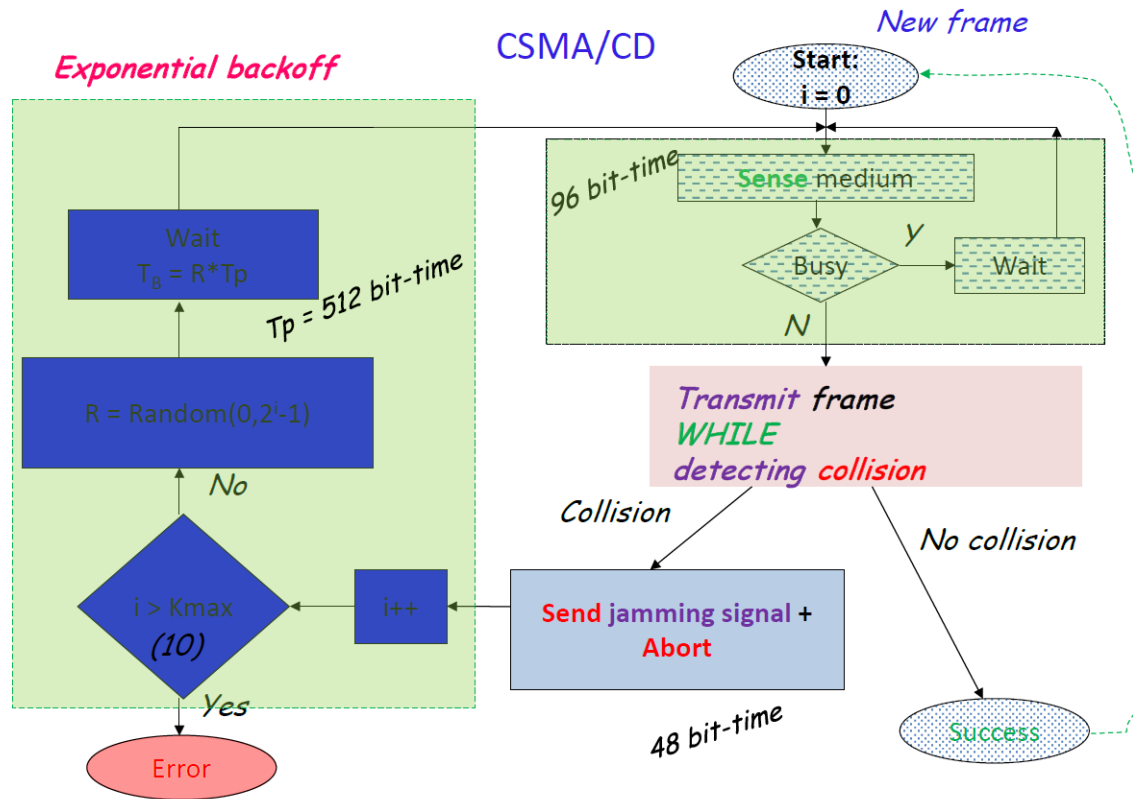 CSMA/CD
New frame
Exponential backoff
Start:
i = 0
96 bit-time
Sense medium
Busy
Y
Wait
N
Transmit frame
WHILE
detecting collision
Collision
No collision
Send jamming signal +
Abort
48 bit-time
Success
i++
i > Kmax
(10)
No
Yes
Error
R = Random(0,2^i-1)
Wait
T_B = R*Tp
Tp = 512 bit-time